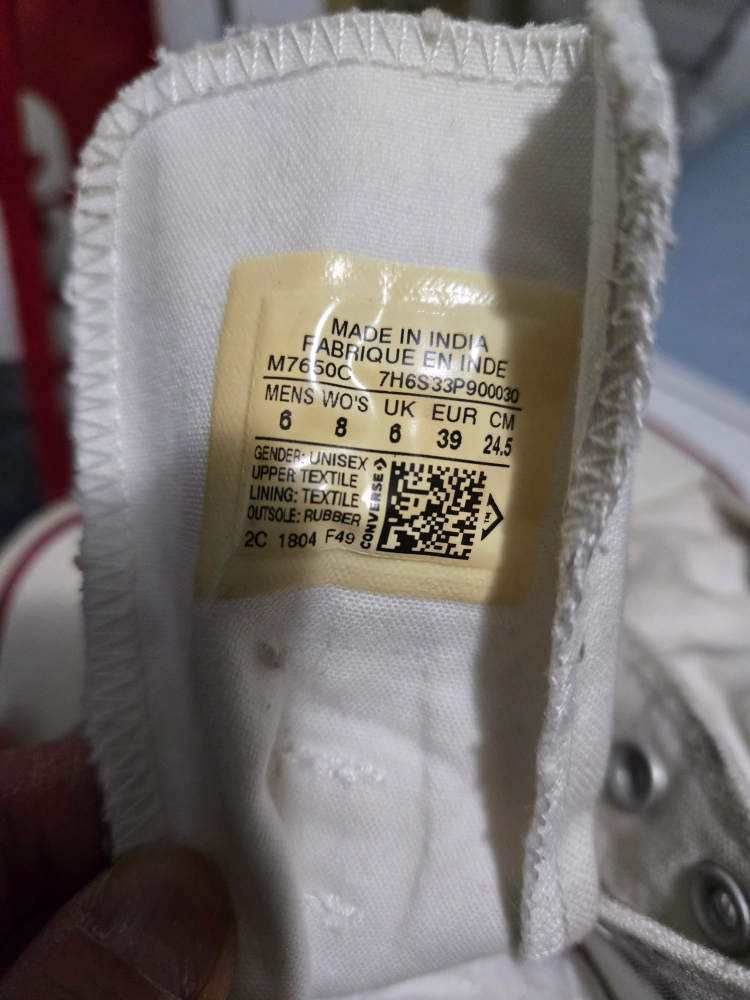 MADE IN INDIA
FABRIQUE EN INDE
M7650C 7H6S33P900030
MENS WO'S UK EUR CM
6 8 6 39 24.5
GENDER: UNISEX
UPPER TEXTILE
LINING: TEXTILE
OUTSOLE: RUBBER
2C 1804 F49
CONVERSE
TM